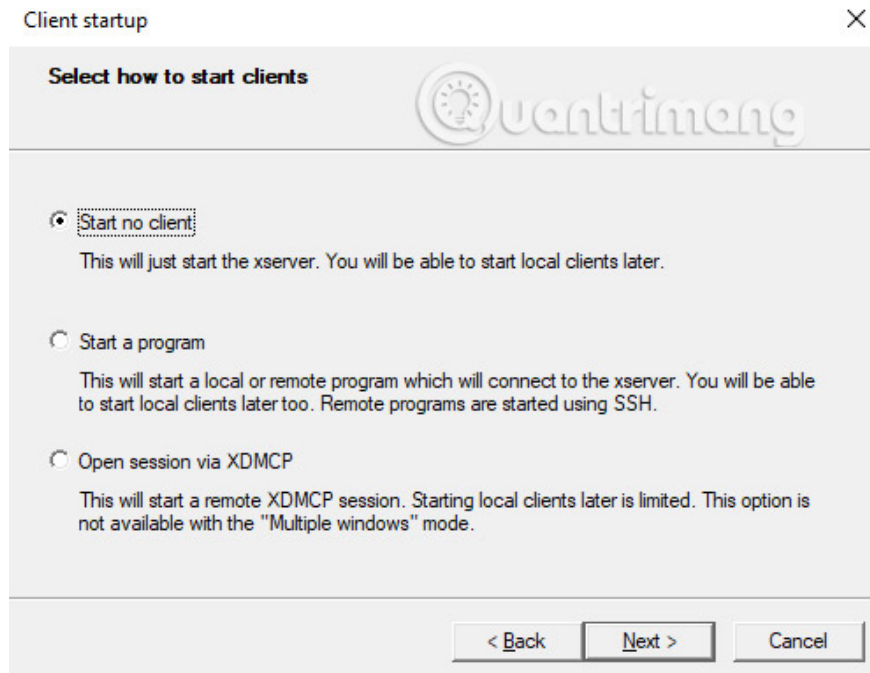 Client startup
Select how to start clients
Quantrimang
Start no client
This will just start the xserver. You will be able to start local clients later.
Start a program
This will start a local or remote program which will connect to the xserver. You will be able
to start local clients later too. Remote programs are started using SSH.
Open session via XDMCP
This will start a remote XDMCP session. Starting local clients later is limited. This option is
not available with the "Multiple windows" mode.
< Back Next > Cancel